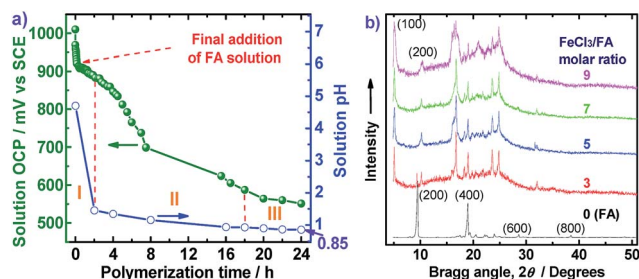 a)
Solution OCP / mV vs SCE
1000
900
800
700
600
550
Final addition
of FA solution
I
II
III
7
6
5
4
3
2
1
0.85
Solution pH
0 4 8 12 16 20 24
Polymerization time / h
b)
Intensity
(100)
(200)
FeCl3/FA
molar ratio
9
7
5
3
(200)
(400)
0 (FA)
(600)
(800)
10 20 30 40 50
Bragg angle, 2θ / Degrees